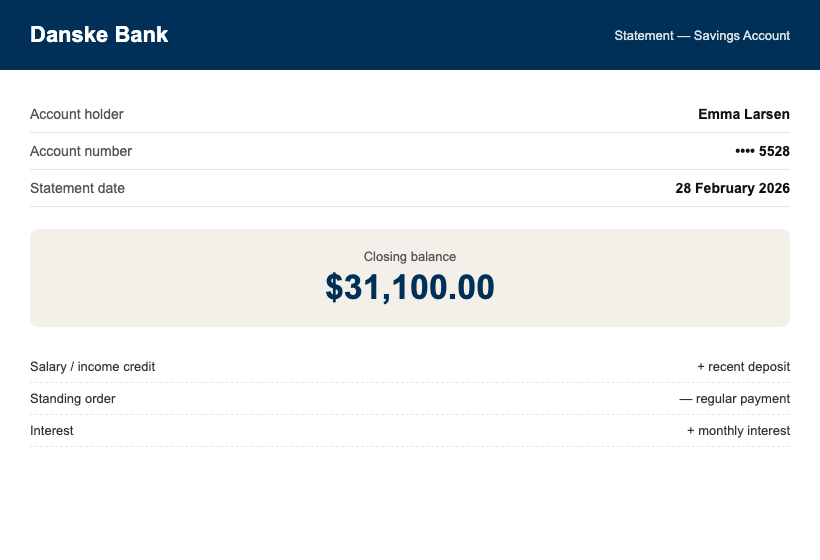 Danske Bank
Statement — Savings Account
Account holder Emma Larsen
Account number •••• 5528
Statement date 28 February 2026
Closing balance
$31,100.00
Salary / income credit + recent deposit
Standing order — regular payment
Interest + monthly interest